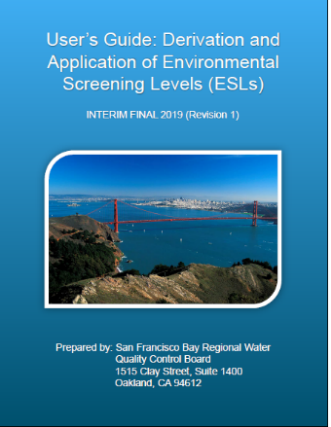 User's Guide: Derivation and
Application of Environmental
Screening Levels (ESLs)
INTERIM FINAL 2019 (Revision 1)
Prepared by: San Francisco Bay Regional Water
Quality Control Board
1515 Clay Street, Suite 1400
Oakland, CA 94612